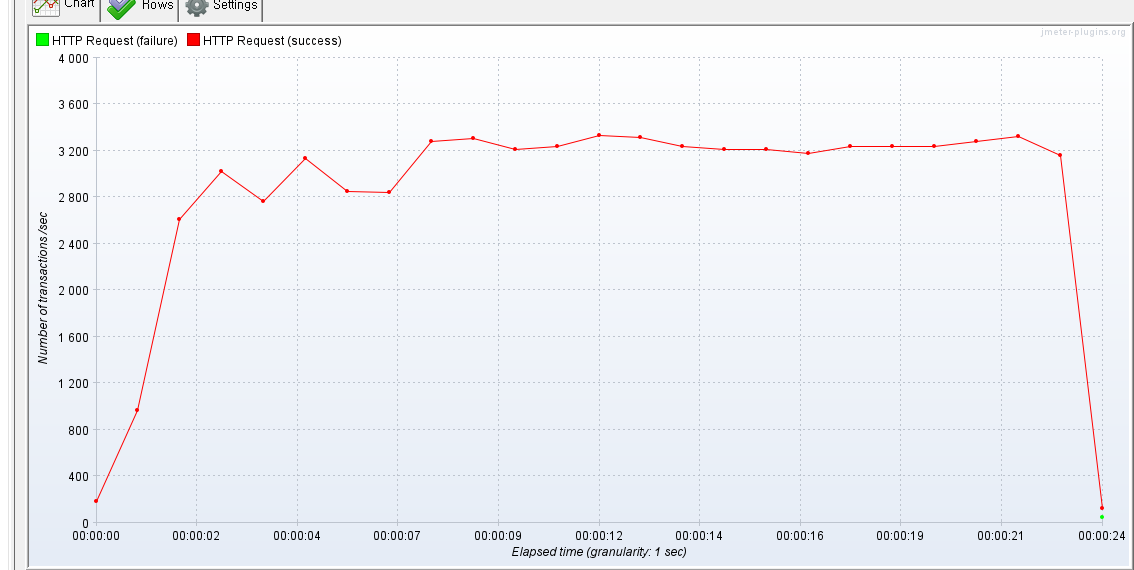 Chart Rows Settings
HTTP Request (failure) HTTP Request (success)
jmeter-plugins.org
4 000
3 600
3 200
2 800
2 400
2 000
1 600
1 200
800
400
0
Number of transactions /sec
00:00:00 00:00:02 00:00:04 00:00:07 00:00:09 00:00:12 00:00:14 00:00:16 00:00:19 00:00:21 00:00:24
Elapsed time (granularity: 1 sec)